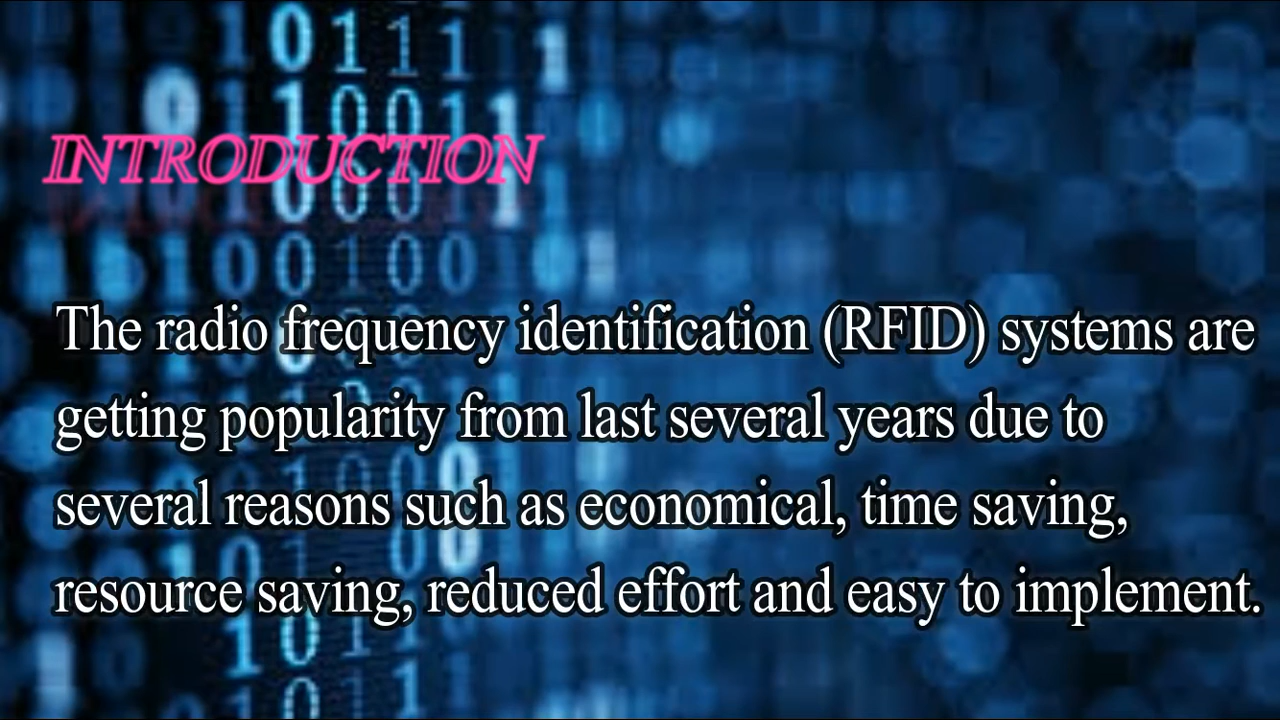 INTRODUCTION
The radio frequency identification (RFID) systems are
getting popularity from last several years due to
several reasons such as economical, time saving,
resource saving, reduced effort and easy to implement.